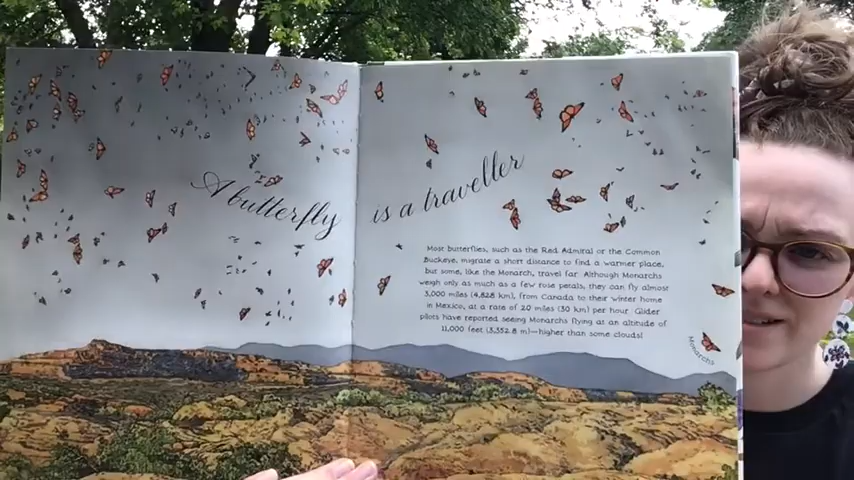 A butterfly is a traveller
Most butterflies, such as the Red Admiral or the Common
Buckeye, migrate a short distance to find a warmer place,
but some, like the Monarch, travel far. Although Monarchs
weigh only as much as a few rose petals, they can fly almost
3,000 miles (4,828 km), from Canada to their winter home
in Mexico, at a rate of 20 miles (30 km) per hour. Glider
pilots have reported seeing Monarchs flying at an altitude of
11,000 feet (3,352.8 m)—higher than some clouds!
Monarchs